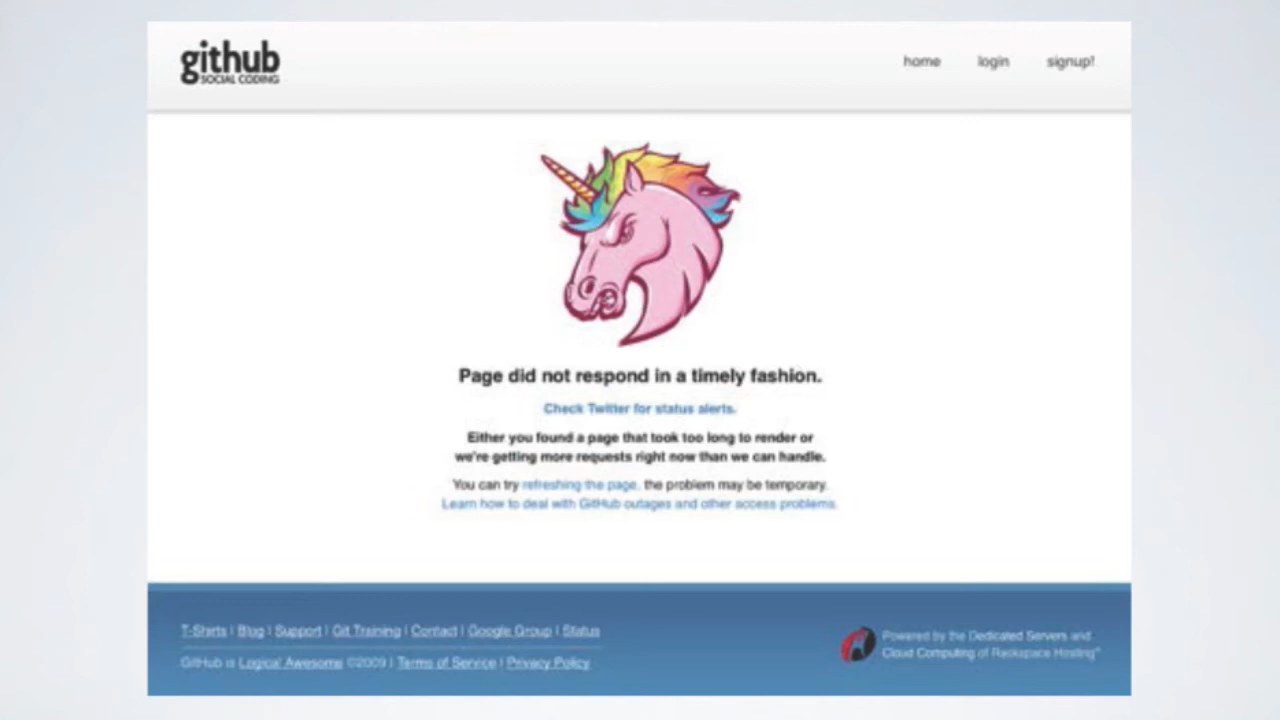 github
SOCIAL CODING
home login signup!
Page did not respond in a timely fashion.
Check Twitter for status alerts.
Either you found a page that took too long to render or
we're getting more requests right now than we can handle.
You can try refreshing the page, the problem may be temporary.
Learn how to deal with GitHub outages and other access problems.
T-Shirts | Blog | Support | Git Training | Contact | Google Group | Status
GitHub is Logical Awesome ©2009 | Terms of Service | Privacy Policy
Powered by the Dedicated Servers and
Cloud Computing of Rackspace Hosting®